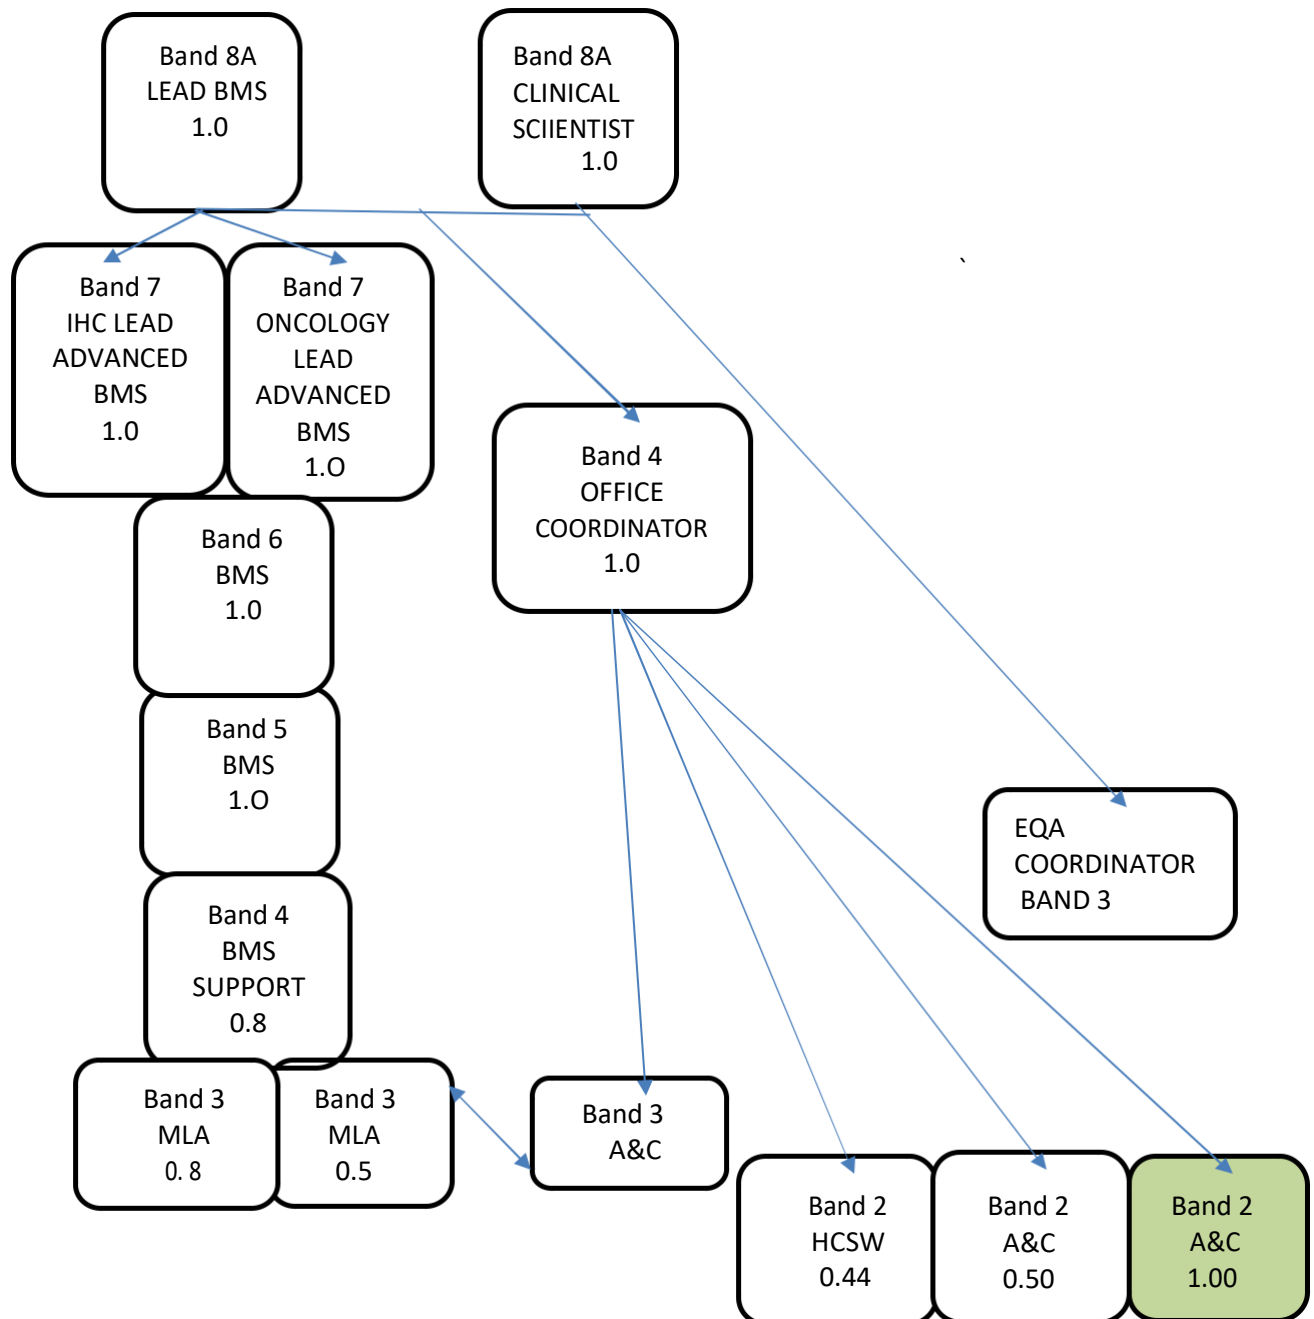 Band 8A
LEAD BMS
1.0
Band 8A
CLINICAL
SCIIENTIST
1.0
`
Band 7
IHC LEAD
ADVANCED
BMS
1.0
Band 7
ONCOLOGY
LEAD
ADVANCED
BMS
1.O
Band 4
OFFICE
COORDINATOR
1.0
Band 6
BMS
1.0
Band 5
BMS
1.O
EQA
COORDINATOR
BAND 3
Band 4
BMS
SUPPORT
0.8
Band 3
MLA
0. 8
Band 3
MLA
0.5
Band 3
A&C
Band 2
HCSW
0.44
Band 2
A&C
0.50
Band 2
A&C
1.00